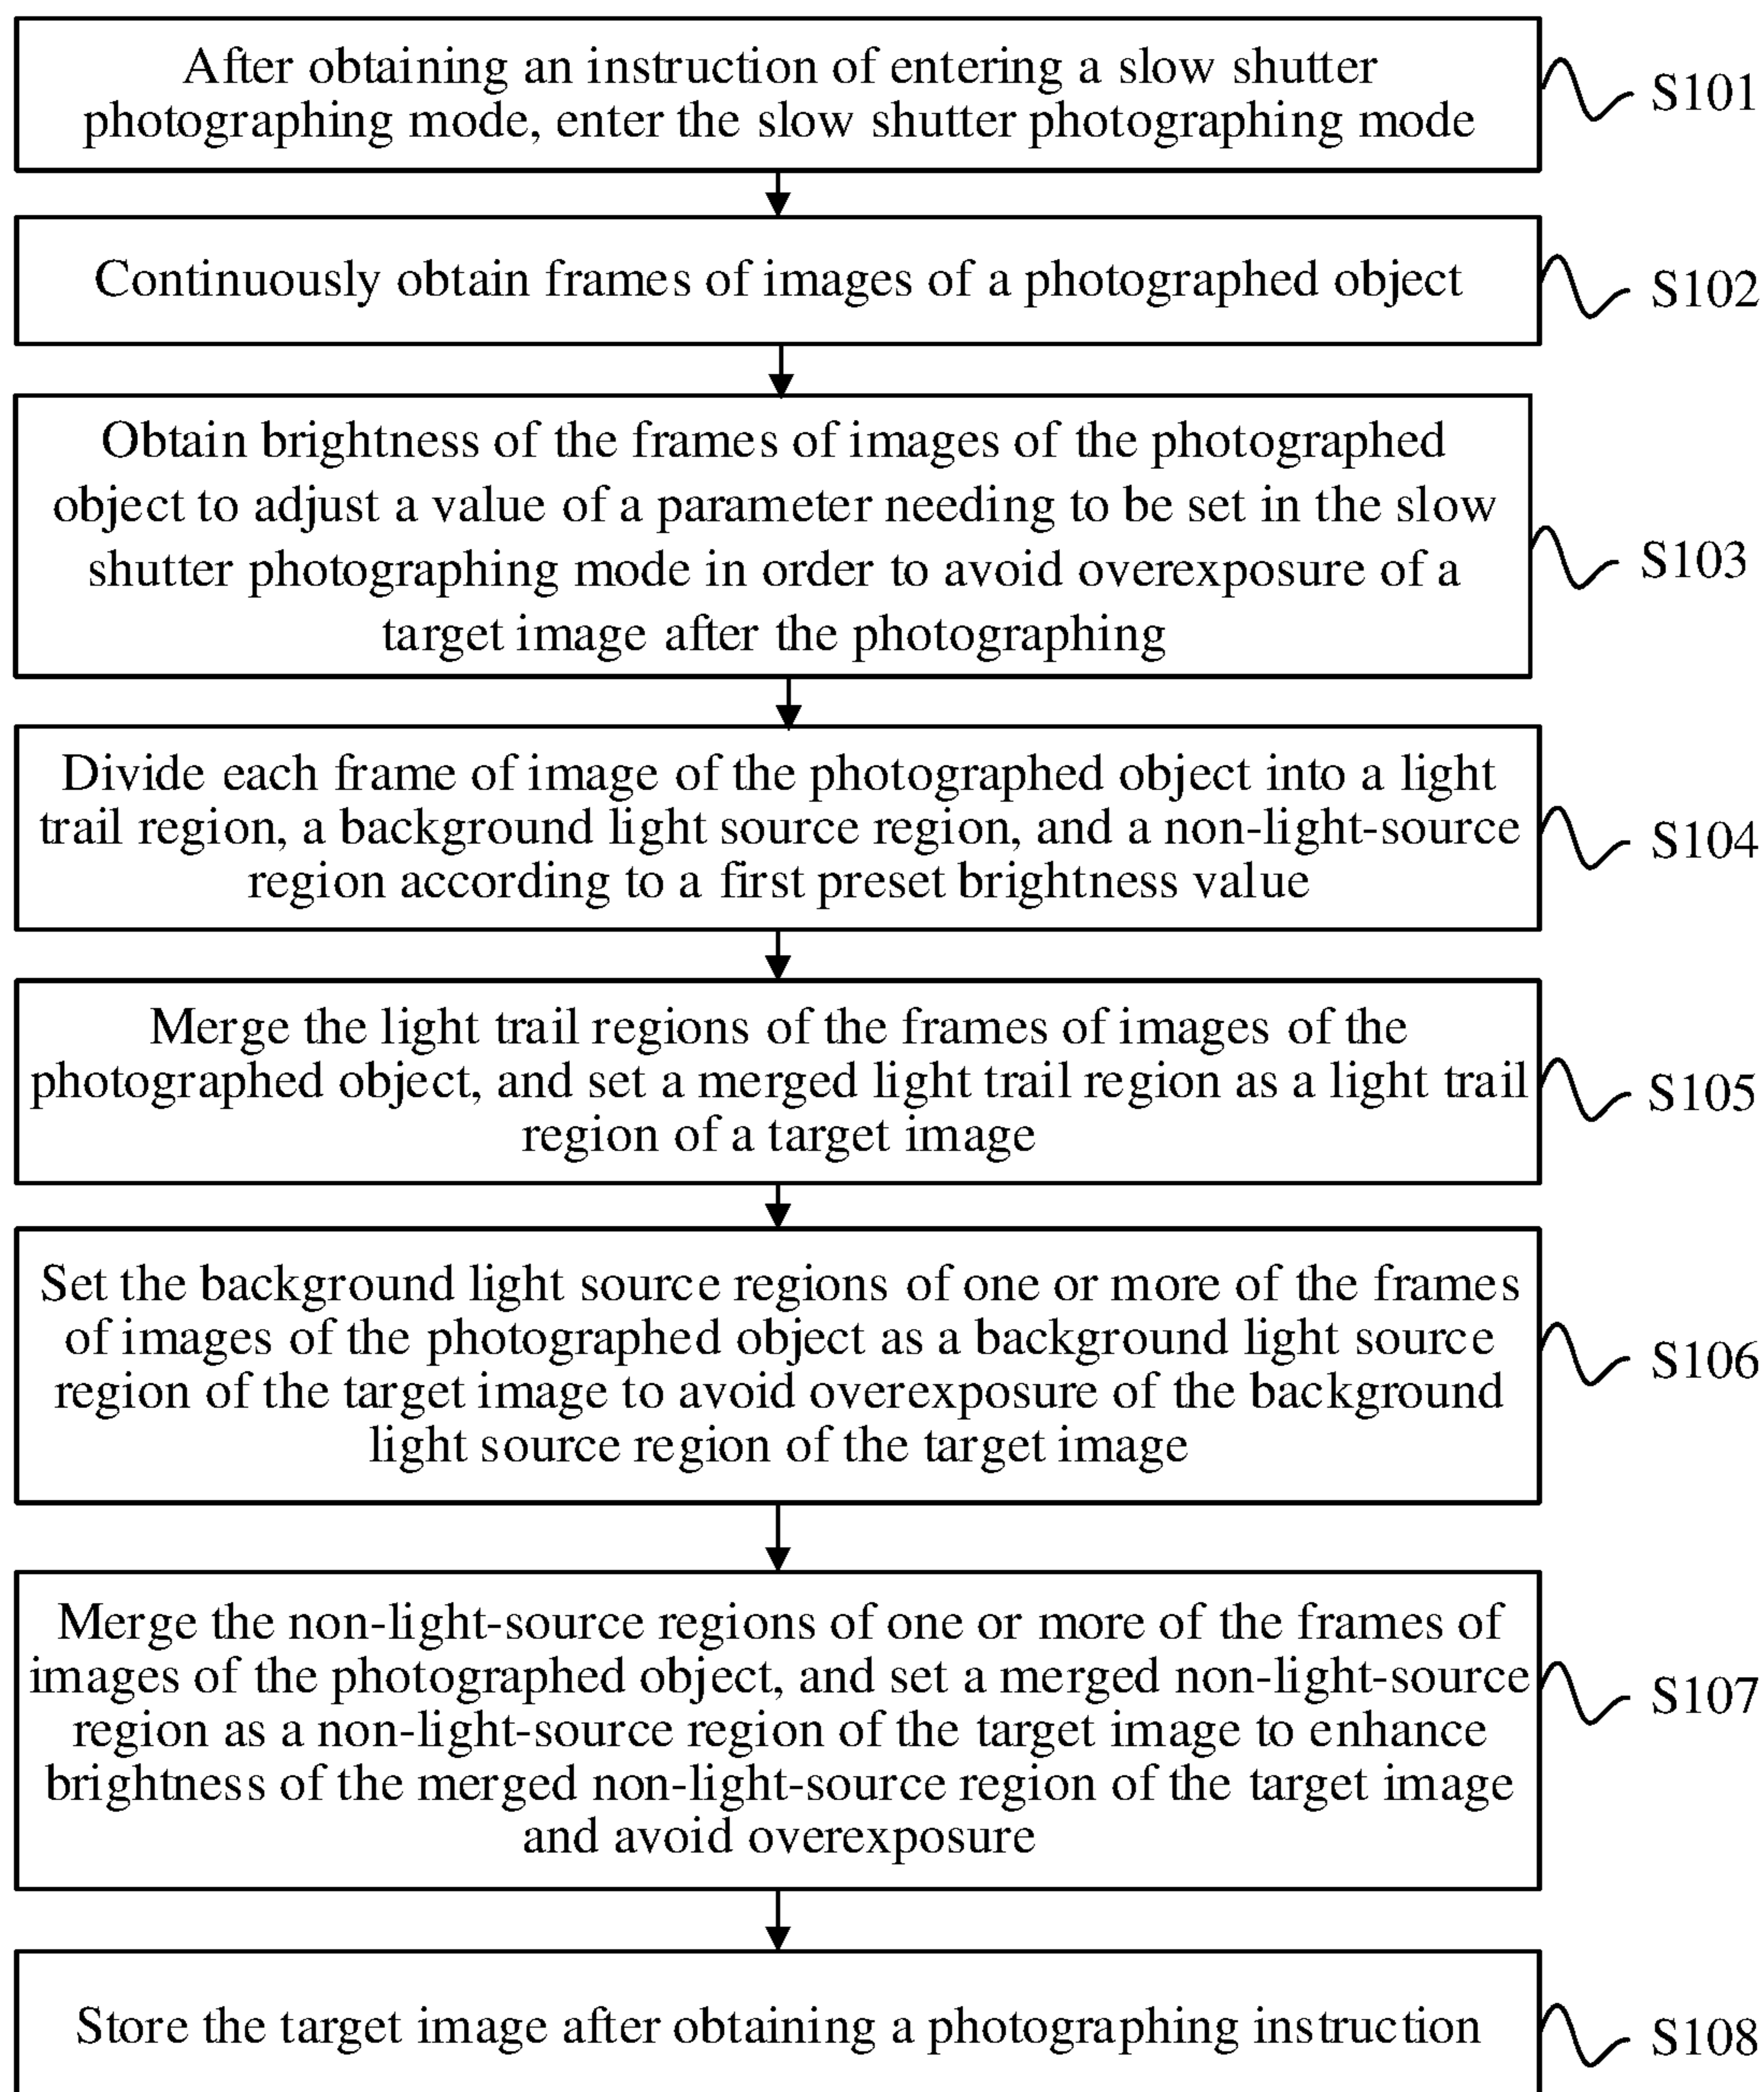 After obtaining an instruction of entering a slow shutter
photographing mode, enter the slow shutter photographing mode
S101
Continuously obtain frames of images of a photographed object
S102
Obtain brightness of the frames of images of the photographed
object to adjust a value of a parameter needing to be set in the slow
shutter photographing mode in order to avoid overexposure of a
target image after the photographing
S103
Divide each frame of image of the photographed object into a light
trail region, a background light source region, and a non-light-source
region according to a first preset brightness value
S104
Merge the light trail regions of the frames of images of the
photographed object, and set a merged light trail region as a light trail
region of a target image
S105
Set the background light source regions of one or more of the frames
of images of the photographed object as a background light source
region of the target image to avoid overexposure of the background
light source region of the target image
S106
Merge the non-light-source regions of one or more of the frames of
images of the photographed object, and set a merged non-light-source
region as a non-light-source region of the target image to enhance
brightness of the merged non-light-source region of the target image
and avoid overexposure
S107
Store the target image after obtaining a photographing instruction
S108